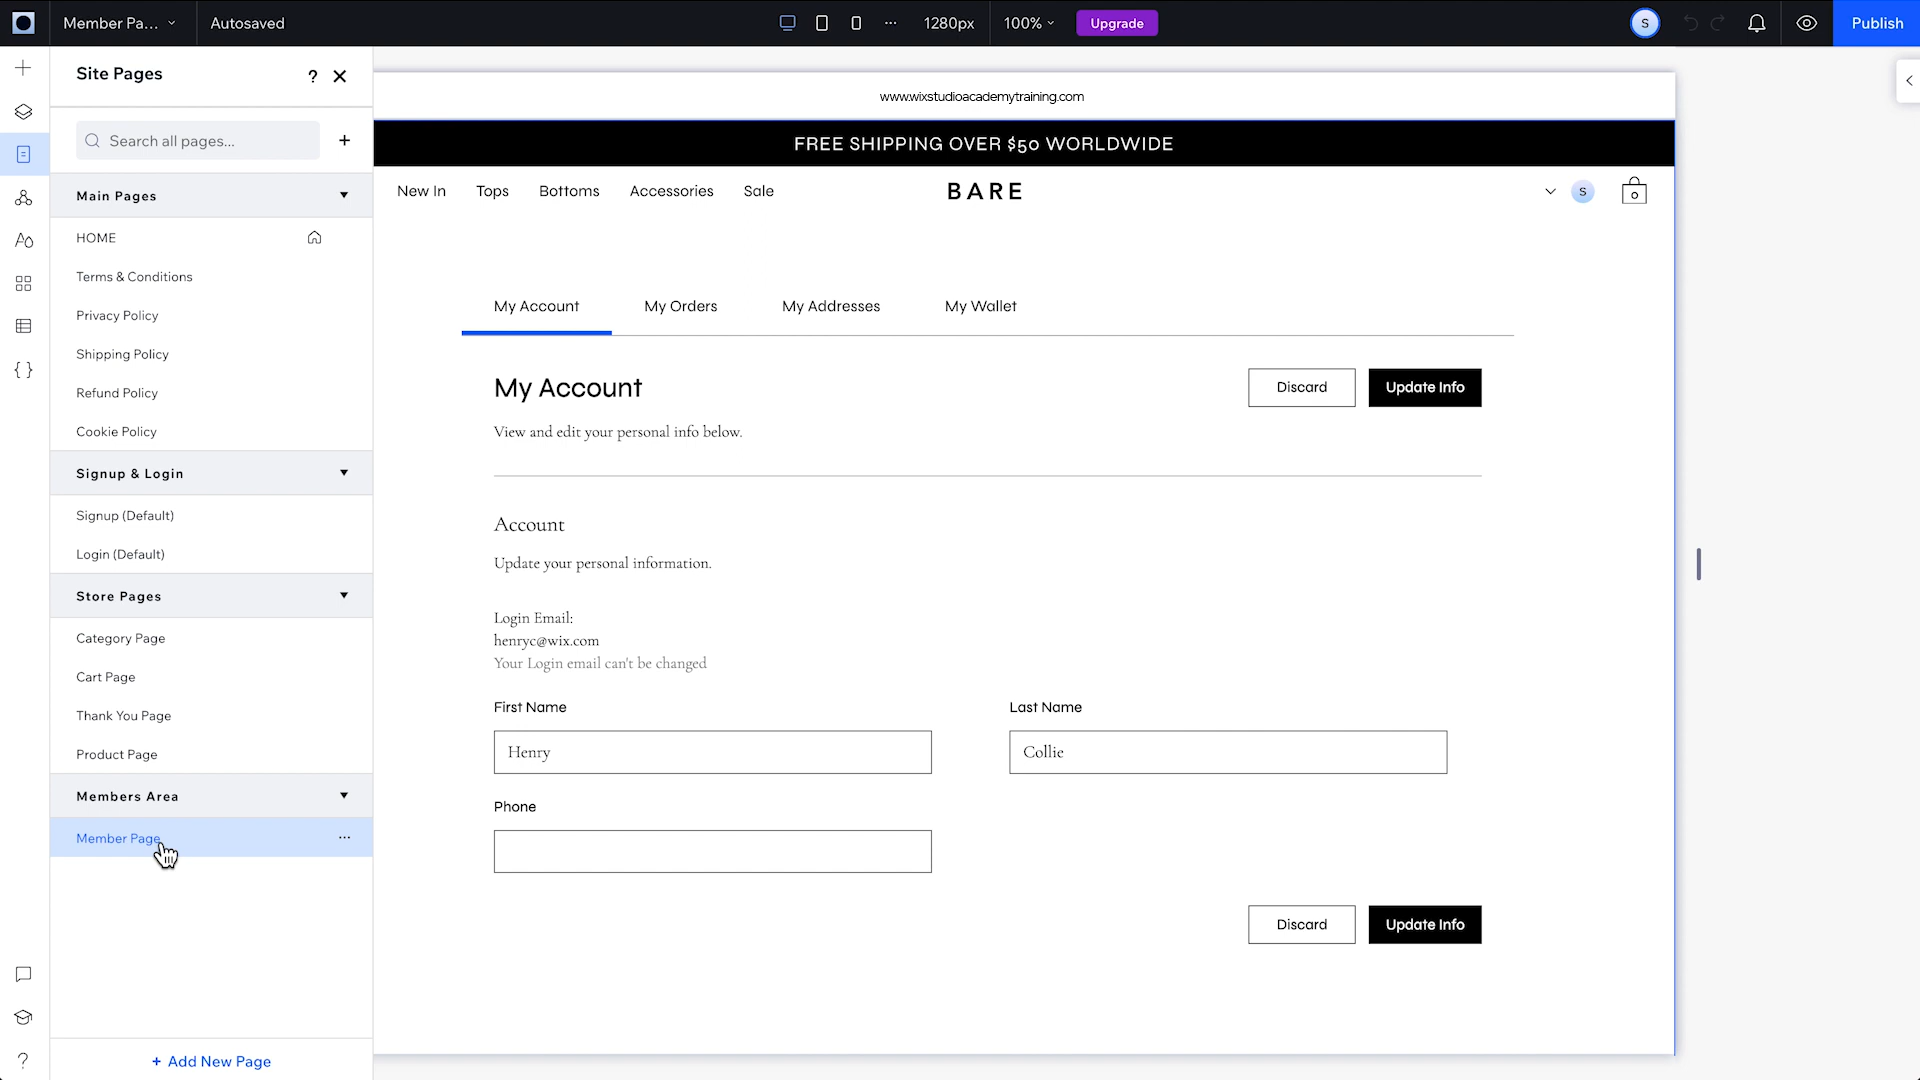 Member Pa...
Autosaved
1280px
100%
Upgrade
S
Publish
Site Pages
?
Search all pages...
+
Main Pages
HOME
Terms & Conditions
Privacy Policy
Shipping Policy
Refund Policy
Cookie Policy
Signup & Login
Signup (Default)
Login (Default)
Store Pages
Category Page
Cart Page
Thank You Page
Product Page
Members Area
Member Page
+ Add New Page
www.wixstudioacademytraining.com
FREE SHIPPING OVER $50 WORLDWIDE
New In
Tops
Bottoms
Accessories
Sale
BARE
S
0
My Account
My Orders
My Addresses
My Wallet
My Account
Discard
Update Info
View and edit your personal info below.
Account
Update your personal information.
Login Email:
henryc@wix.com
Your Login email can't be changed
First Name
Last Name
Henry
Collie
Phone
Discard
Update Info